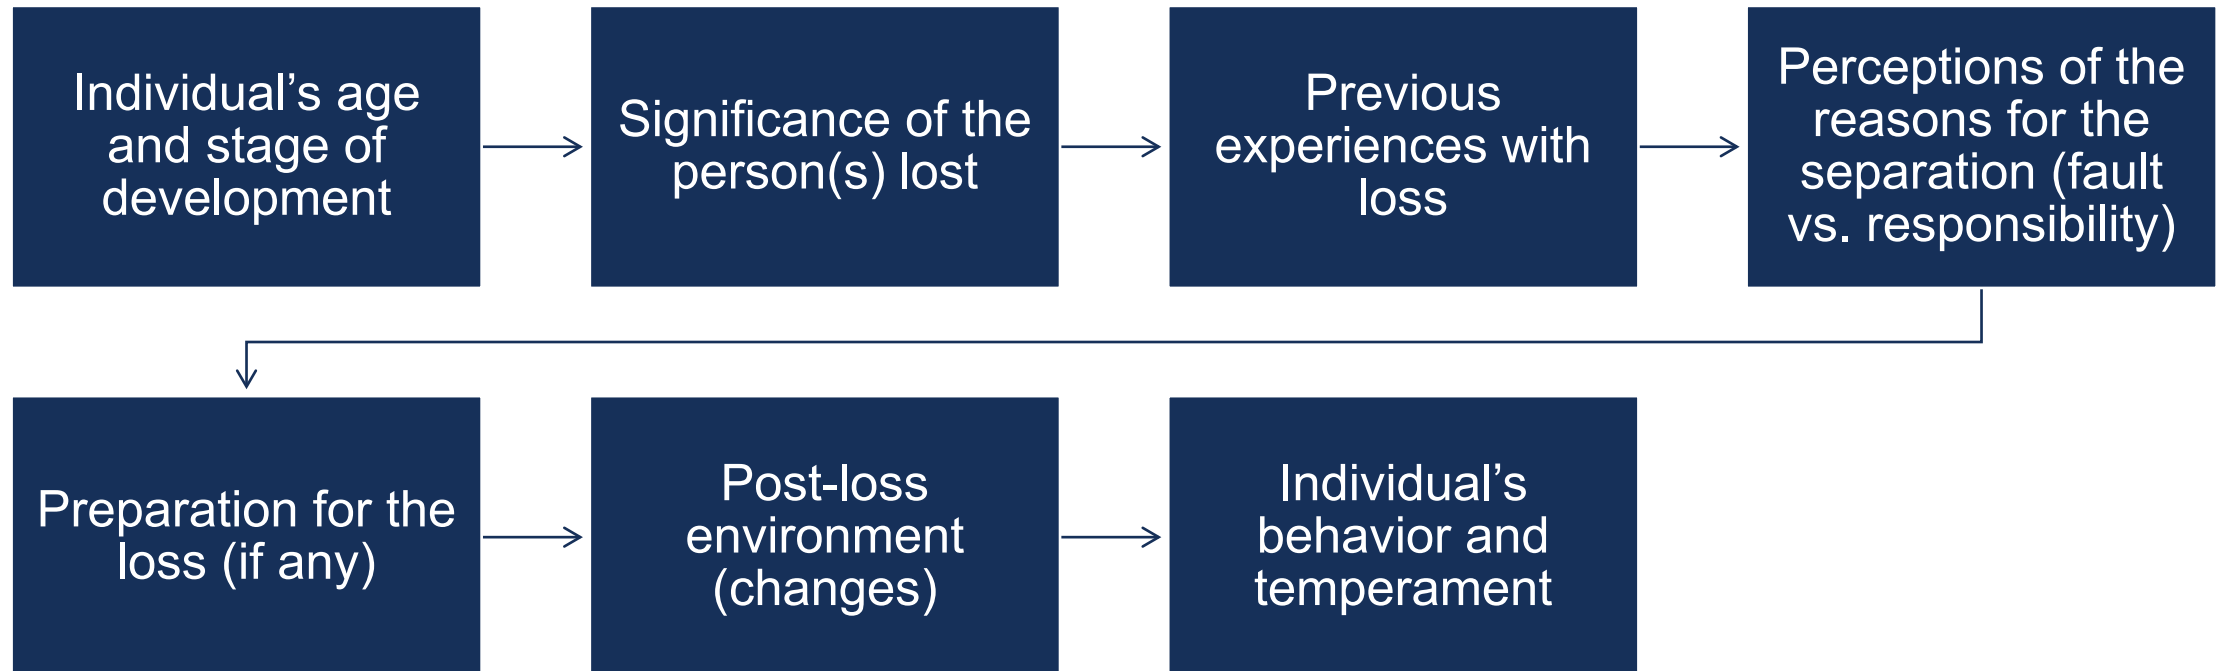 Individual’s age
and stage of
development
Significance of the
person(s) lost
Previous
experiences with
loss
Perceptions of the
reasons for the
separation (fault
vs. responsibility)
Preparation for the
loss (if any)
Post-loss
environment
(changes)
Individual’s
behavior and
temperament